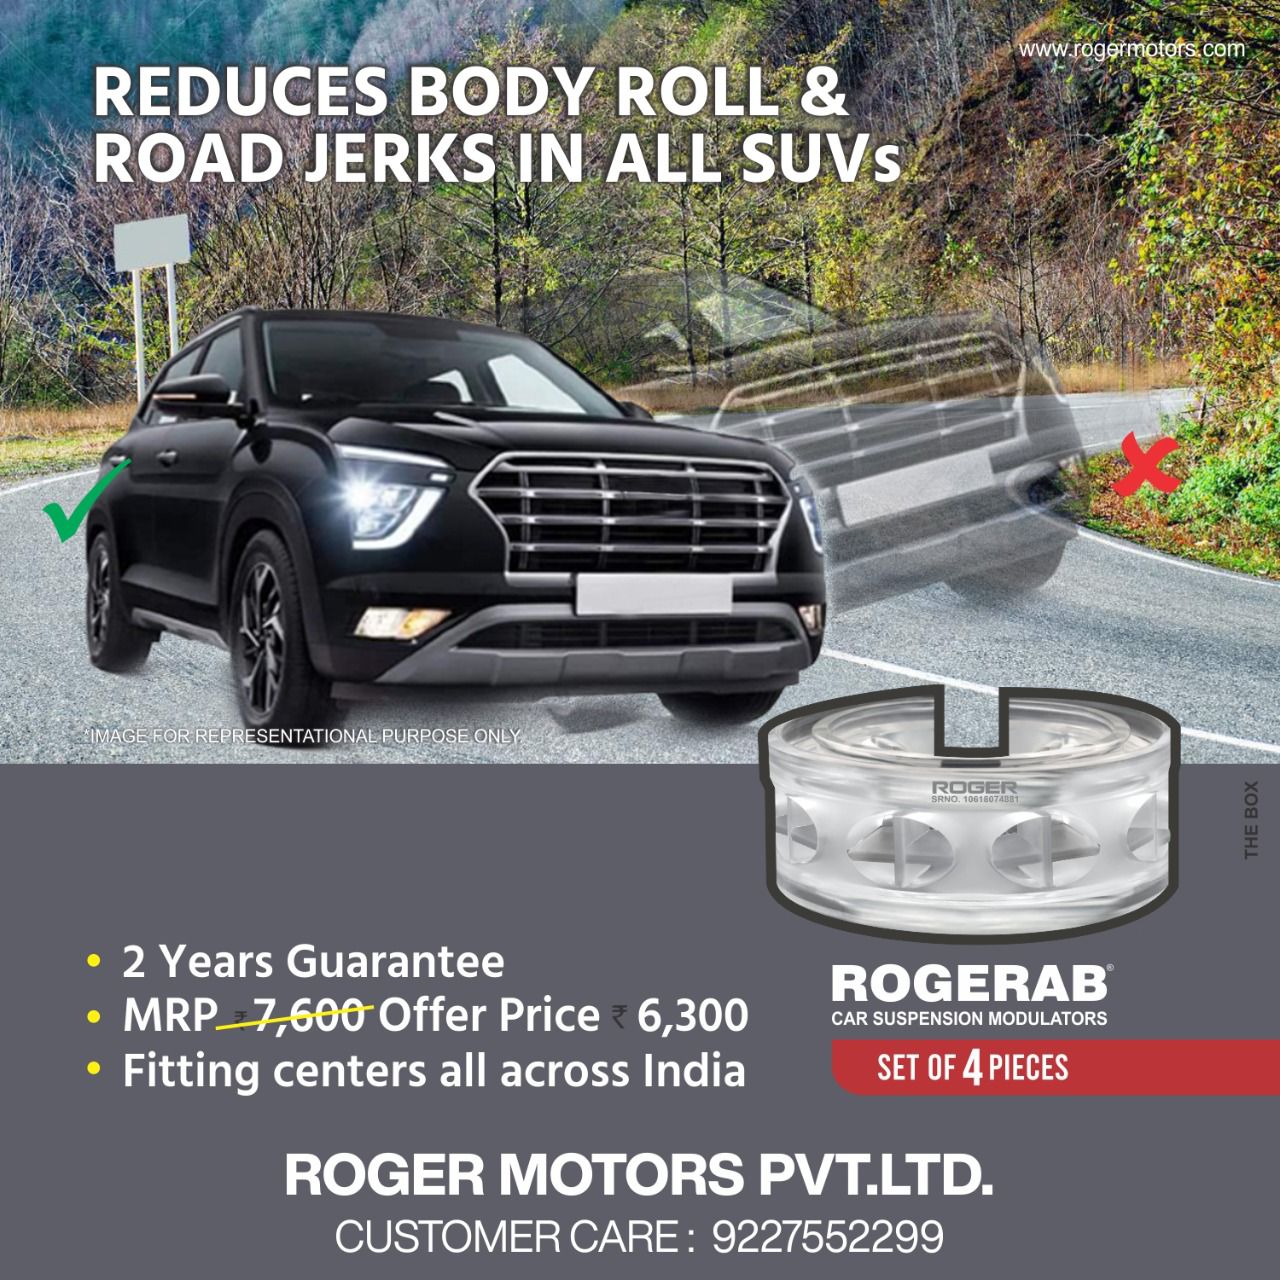 www.rogermotors.com
REDUCES BODY ROLL &
ROAD JERKS IN ALL SUVs
*IMAGE FOR REPRESENTATIONAL PURPOSE ONLY.
ROGER
SRNO. 10616074881
THE BOX
• 2 Years Guarantee
• MRP ₹ 7,600 Offer Price ₹ 6,300
• Fitting centers all across India
ROGERAB®
CAR SUSPENSION MODULATORS
SET OF 4 PIECES
ROGER MOTORS PVT.LTD.
CUSTOMER CARE : 9227552299